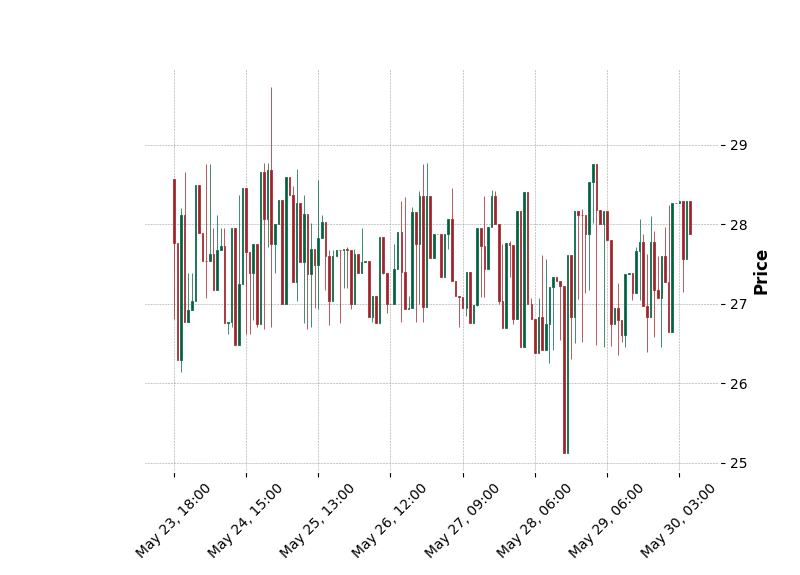 29
28
27
26
25
Price
May 23, 18:00
May 24, 15:00
May 25, 13:00
May 26, 12:00
May 27, 09:00
May 28, 06:00
May 29, 06:00
May 30, 03:00